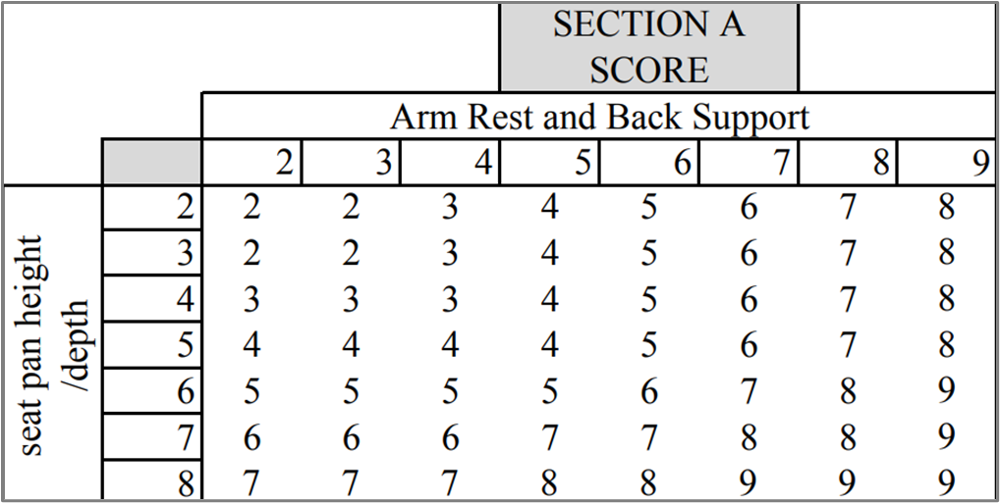 SECTION A
SCORE
Arm Rest and Back Support
2 3 4 5 6 7 8 9
seat pan height
/depth
2 2 2 3 4 5 6 7 8
3 2 2 3 4 5 6 7 8
4 3 3 3 4 5 6 7 8
5 4 4 4 4 5 6 7 8
6 5 5 5 5 6 7 8 9
7 6 6 6 7 7 8 8 9
8 7 7 7 8 8 9 9 9